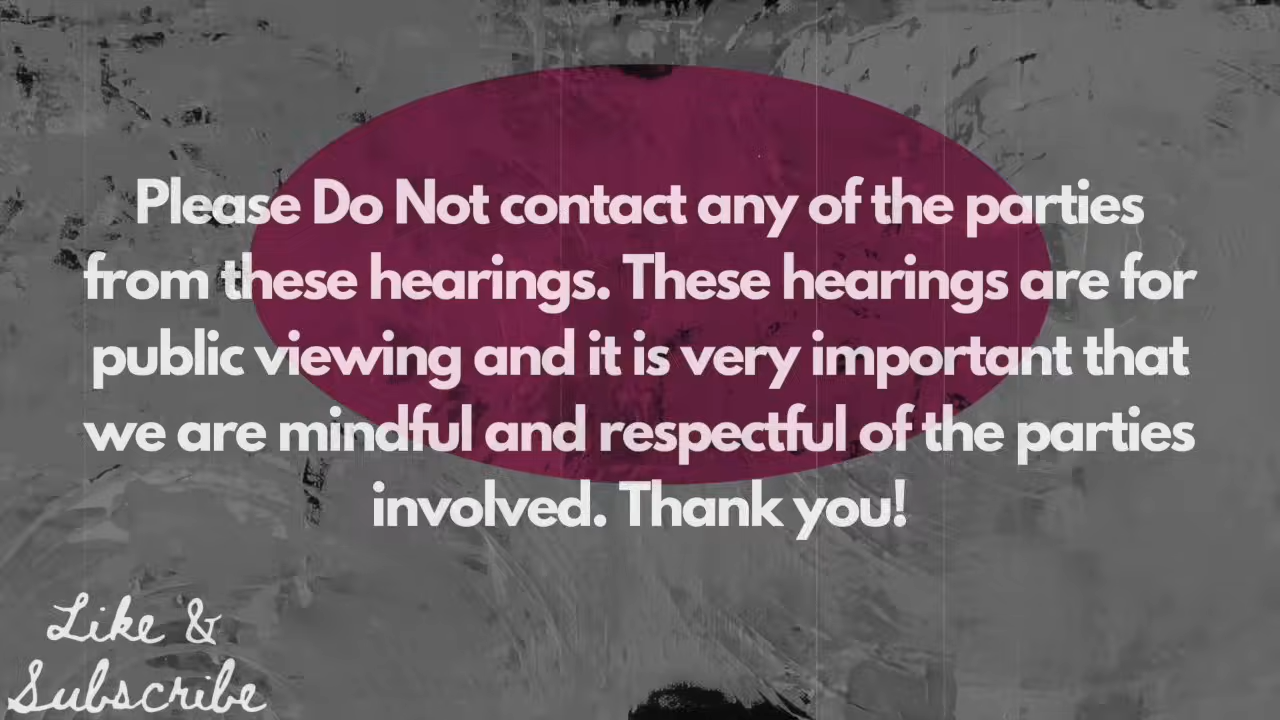 Please Do Not contact any of the parties
from these hearings. These hearings are for
public viewing and it is very important that
we are mindful and respectful of the parties
involved. Thank you!
Like &
Subscribe